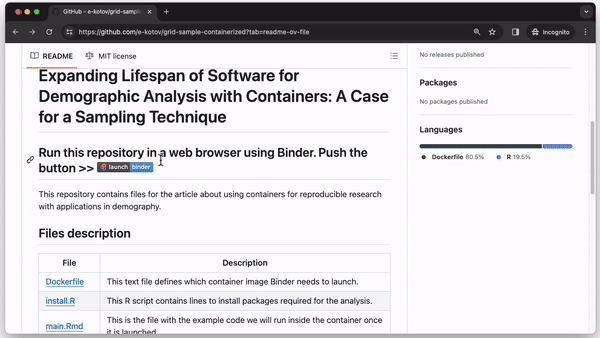 GitHub - e-kotov/grid-sample
https://github.com/e-kotov/grid-sample-containerized?tab=readme-ov-file
Incognito
README
MIT license
Expanding Lifespan of Software for
Demographic Analysis with Containers: A Case
for a Sampling Technique
Run this repository in a web browser using Binder. Push the
button >> launch binder
This repository contains files for the article about using containers for reproducible research
with applications in demography.
Files description
File Description
Dockerfile This text file defines which container image Binder needs to launch.
install.R This R script contains lines to install packages required for the analysis.
main.Rmd This is the file with the example code we will run inside the container once
it is launched
No releases published
Packages
No packages published
Languages
Dockerfile 80.5% R 19.5%